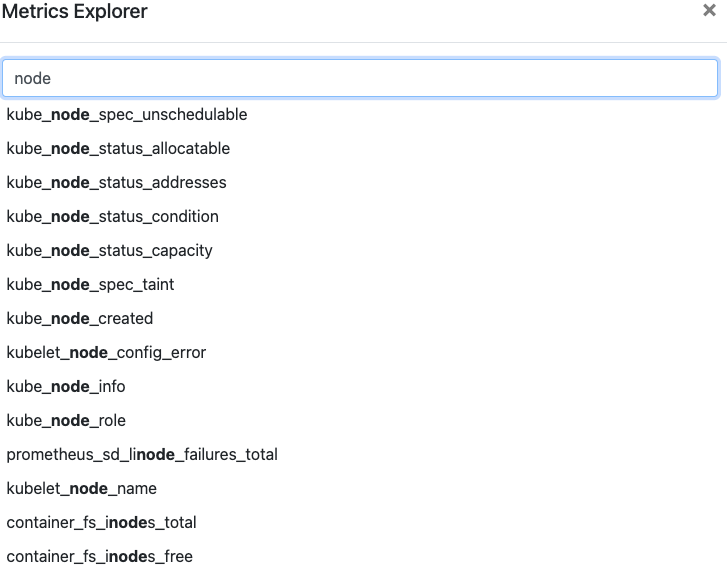 Metrics Explorer
node
kube_node_spec_unschedulable
kube_node_status_allocatable
kube_node_status_addresses
kube_node_status_condition
kube_node_status_capacity
kube_node_spec_taint
kube_node_created
kubelet_node_config_error
kube_node_info
kube_node_role
prometheus_sd_linode_failures_total
kubelet_node_name
container_fs_inodes_total
container_fs_inodes_free